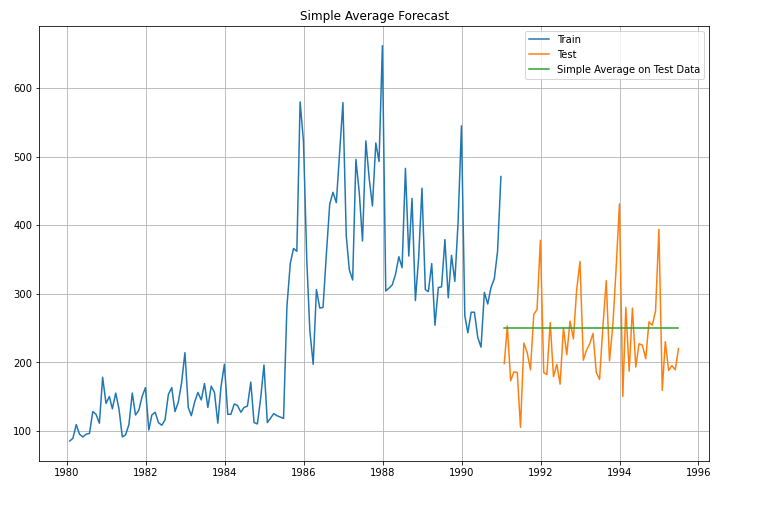 Simple Average Forecast
Train
Test
Simple Average on Test Data
600
500
400
300
200
100
1980 1982 1984 1986 1988 1990 1992 1994 1996